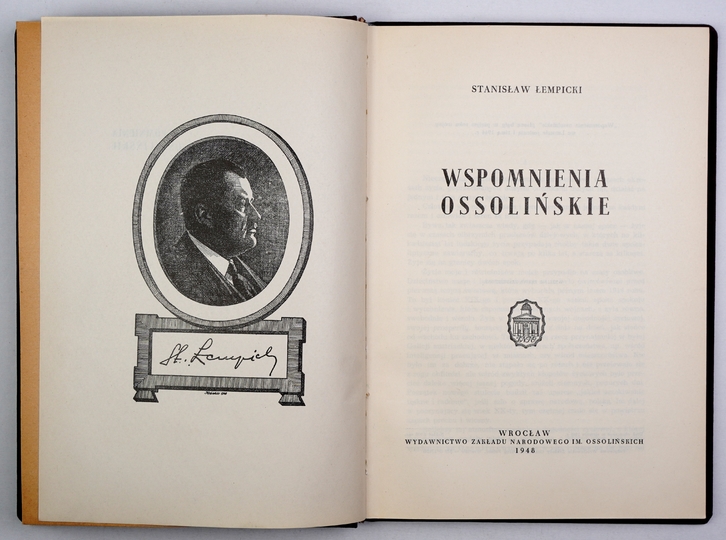 St. Łempicki
STANISŁAW ŁEMPICKI
WSPOMNIENIA
OSSOLIŃSKIE
WROCŁAW
WYDAWNICTWO ZAKŁADU NARODOWEGO IM. OSSOLIŃSKICH
1948